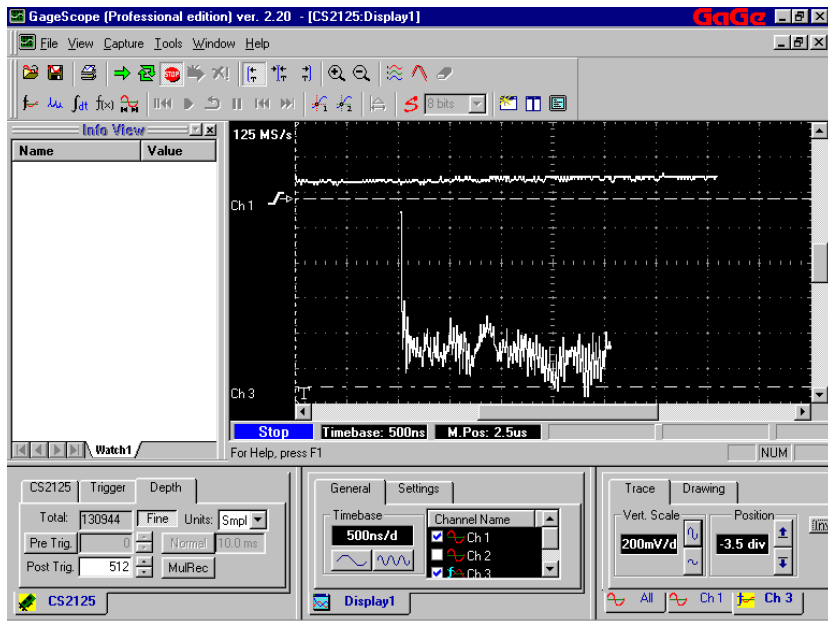 GageScope (Professional edition) ver. 2.20 - [CS2125:Display1]
GaGe
File View Capture Tools Window Help
STOP
∫dt f(x)
1 2 8 bits
Info View
Name Value
125 MS/s
Ch 1
Ch 3
T
Stop Timebase: 500ns M.Pos: 2.5us
Watch1
For Help, press F1
NUM
CS2125 Trigger Depth
Total: 130944 Fine Units: Smpl
Pre Trig. 0 Normal 10.0 ms
Post Trig. 512 MulRec
CS2125
General Settings
Timebase
500ns/d
Channel Name
Ch 1
Ch 2
Ch 3
Display1
Trace Drawing
Vert. Scale Position
200mV/d -3.5 div
All Ch 1 Ch 3